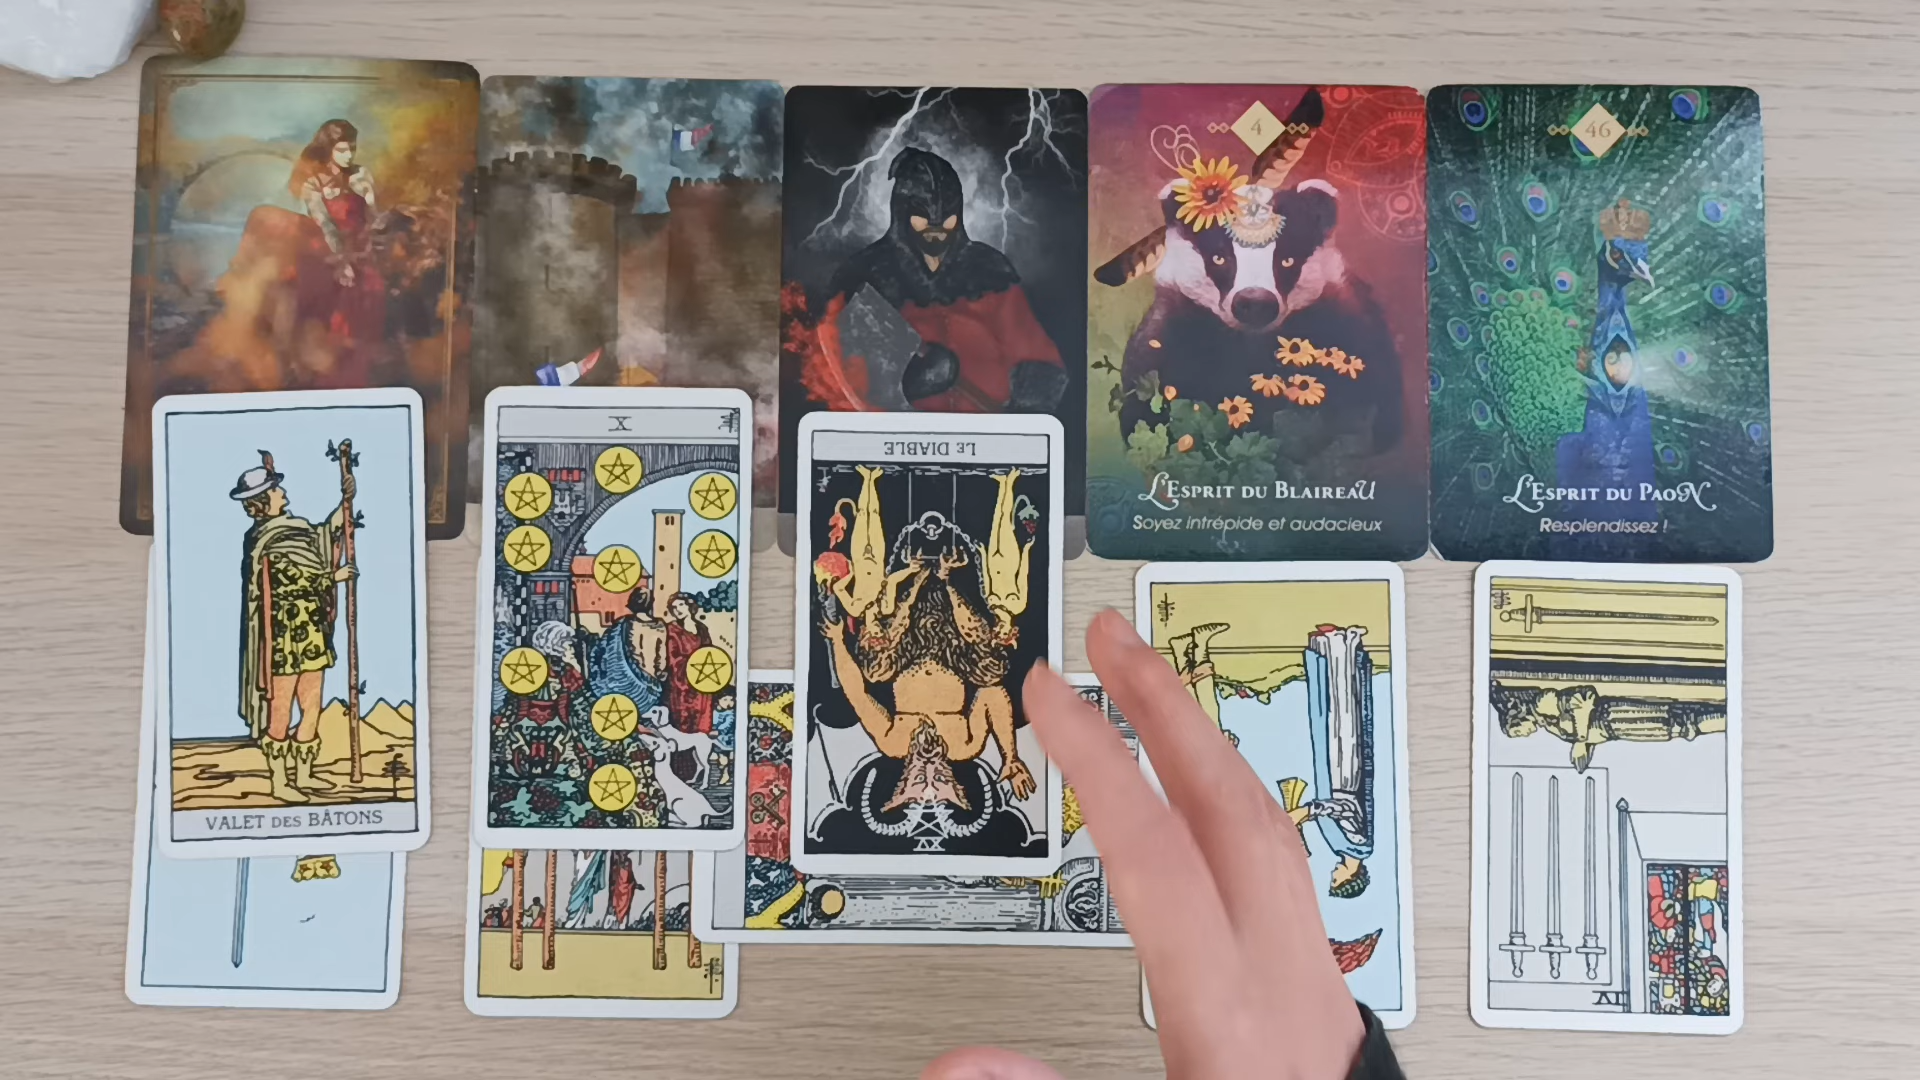 4
46
L'ESPRIT DU BLAIREAU
Soyez intrépide et audacieux
L'ESPRIT DU PAON
Resplendissez !
X
LE DIABLE
VALET DES BÂTONS
XV
IV